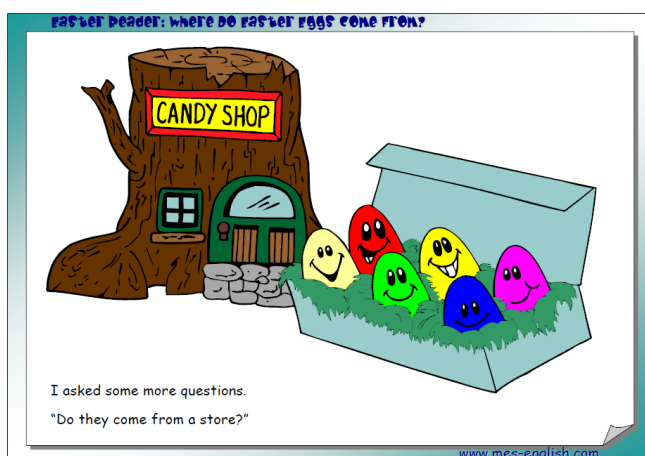 Easter Reader: Where Do Easter Eggs Come From?
CANDY SHOP
I asked some more questions.
“Do they come from a store?”
www.mes-english.com